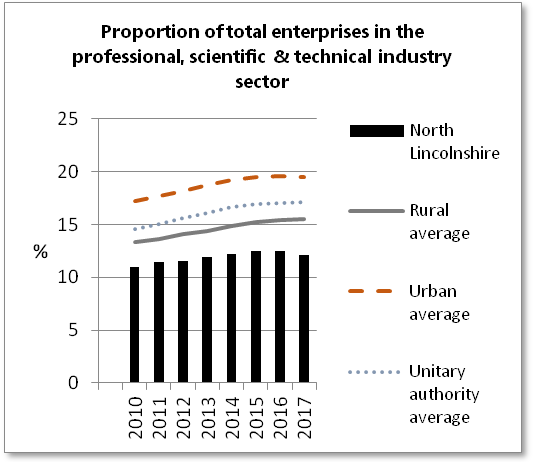 Proportion of total enterprises in the
professional, scientific & technical industry
sector
25
20
15
10
5
0
%
2010
2011
2012
2013
2014
2015
2016
2017
North
Lincolnshire
Rural
average
Urban
average
Unitary
authority
average